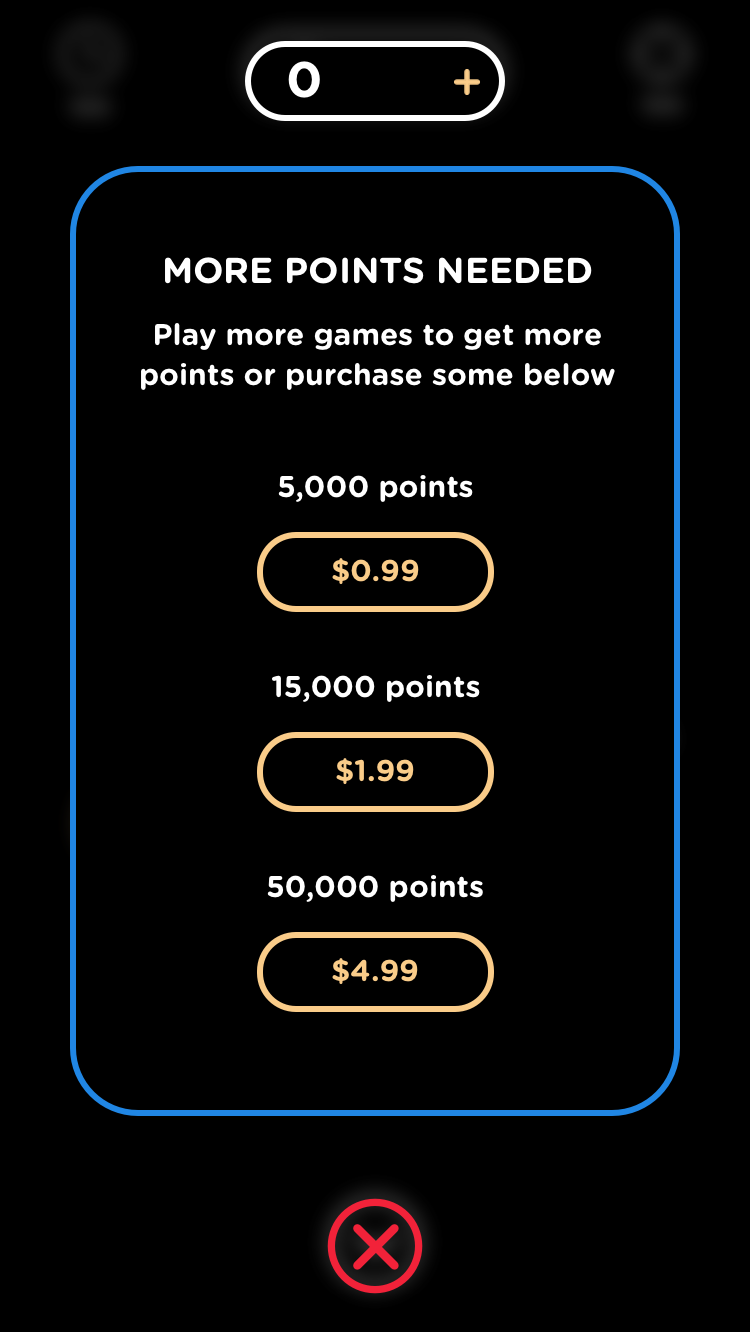 0 +
MORE POINTS NEEDED
Play more games to get more
points or purchase some below
5,000 points
$0.99
15,000 points
$1.99
50,000 points
$4.99